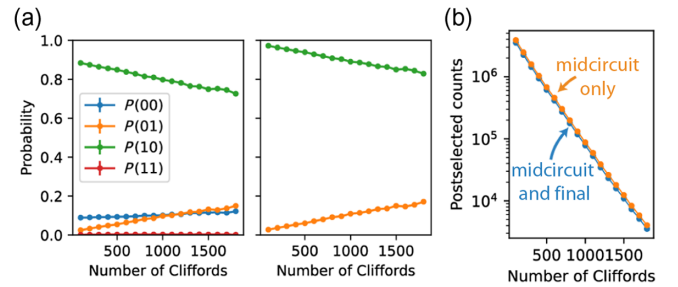 (a)
1.0
0.8
0.6
0.4
0.2
0.0
Probability
P(00)
P(01)
P(10)
P(11)
500 1000 1500
Number of Cliffords
500 1000 1500
Number of Cliffords
(b)
10⁶
10⁵
10⁴
Postselected counts
midcircuit
only
midcircuit
and final
500 1000 1500
Number of Cliffords